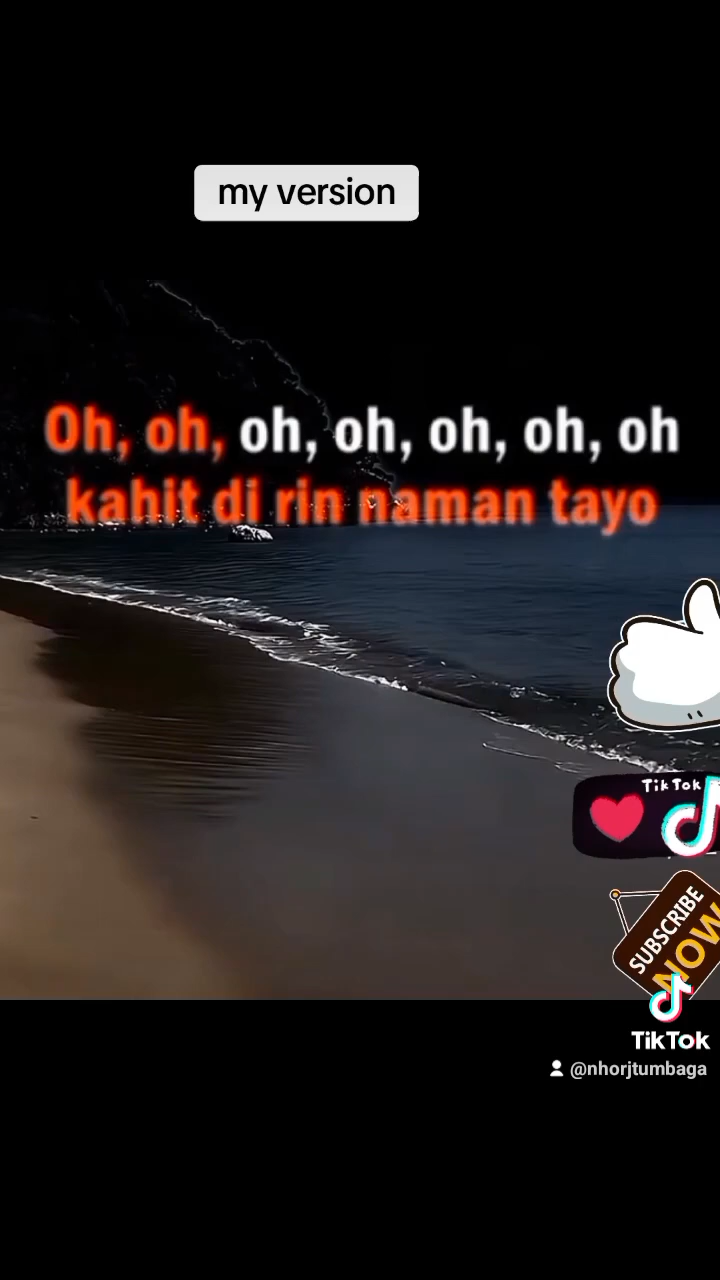 my version
Oh, oh, oh, oh, oh, oh, oh
kahit di rin naman tayo
TikTok
SUBSCRIBE
NOW
TikTok
@nhorjtumbaga